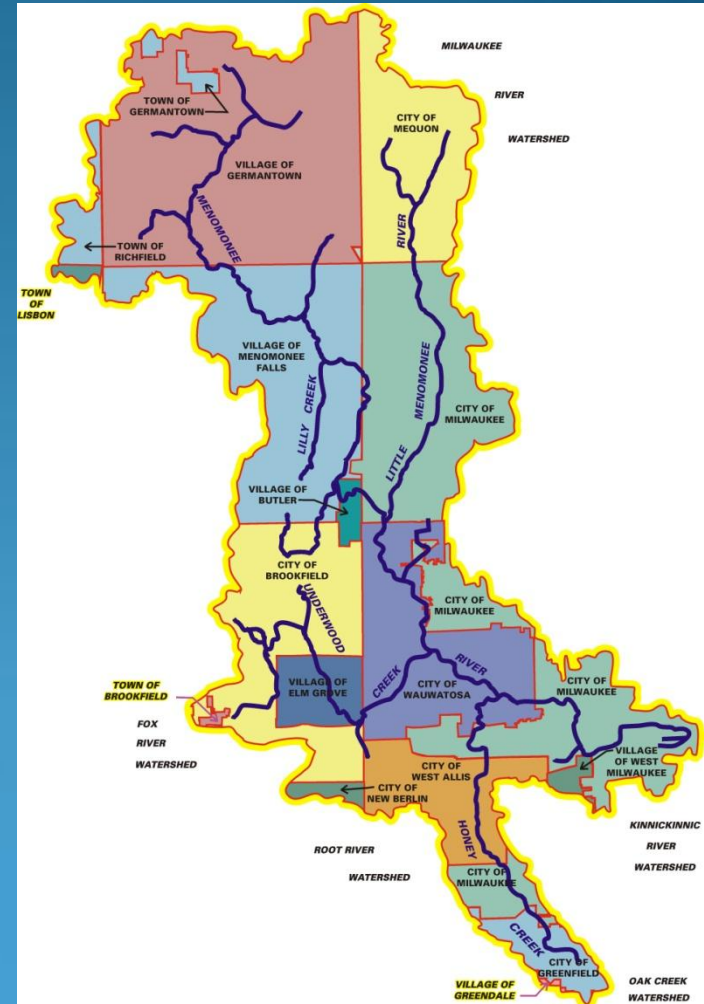 MILWAUKEE
RIVER
WATERSHED
TOWN OF
GERMANTOWN
CITY OF
MEQUON
VILLAGE OF
GERMANTOWN
MENOMONEE
RIVER
TOWN OF
RICHFIELD
TOWN
OF
LISBON
VILLAGE OF
MENOMONEE
FALLS
LILLY CREEK
LITTLE MENOMONEE
CITY OF
MILWAUKEE
VILLAGE OF
BUTLER
CITY OF
BROOKFIELD
UNDERWOOD
CITY OF
MILWAUKEE
TOWN OF
BROOKFIELD
VILLAGE OF
ELM GROVE
CREEK
RIVER
CITY OF
WAUWATOSA
CITY OF
MILWAUKEE
FOX
RIVER
WATERSHED
VILLAGE
OF WEST
MILWAUKEE
CITY OF
WEST ALLIS
CITY OF
NEW BERLIN
KINNICKINNIC
RIVER
WATERSHED
ROOT RIVER
WATERSHED
HONEY
CITY OF
MILWAUKEE
CREEK
CITY OF
GREENFIELD
VILLAGE OF
GREENDALE
OAK CREEK
WATERSHED